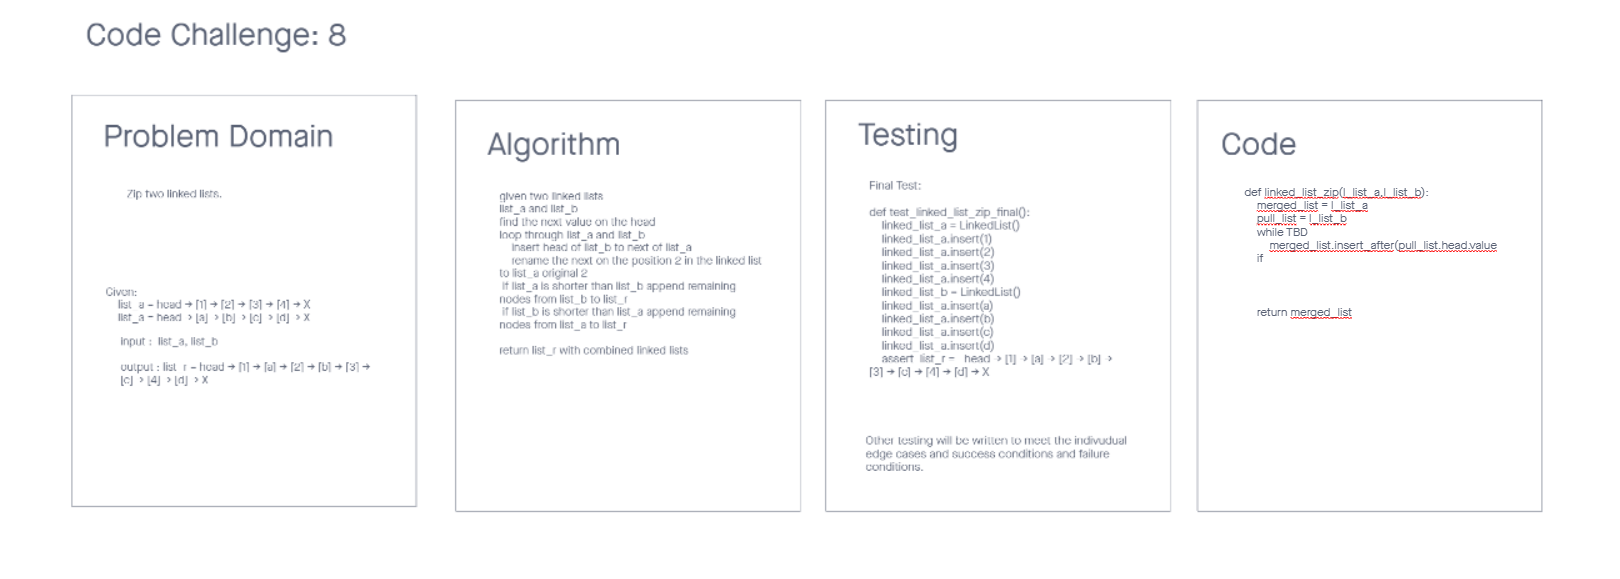 Code Challenge: 8
Problem Domain
Zip two linked lists.
Given:
list_a = head → [1] → [2] → [3] → [4] → X
list_a = head → [a] → [b] → [c] → [d] → X
input : list_a, list_b
output : list_r = head → [1] → [a] → [2] → [b] → [3] →
[c] → [4] → [d] → X
Algorithm
given two linked lists
list_a and list_b
find the next value on the head
loop through list_a and list_b
insert head of list_b to next of list_a
rename the next on the position 2 in the linked list
to list_a original 2
if list_a is shorter than list_b append remaining
nodes from list_b to list_r
if list_b is shorter than list_a append remaining
nodes from list_a to list_r
return list_r with combined linked lists
Testing
Final Test:
def test_linked_list_zip_final():
linked_list_a = LinkedList()
linked_list_a.insert(1)
linked_list_a.insert(2)
linked_list_a.insert(3)
linked_list_a.insert(4)
linked_list_b = LinkedList()
linked_list_a.insert(a)
linked_list_a.insert(b)
linked_list_a.insert(c)
linked_list_a.insert(d)
assert list_r = head → [1] → [a] → [2] → [b] →
[3] → [c] → [4] → [d] → X
Other testing will be written to meet the indivudual
edge cases and success conditions and failure
conditions.
Code
def linked_list_zip(l_list_a,l_list_b):
merged_list = l_list_a
pull_list = l_list_b
while TBD
merged_list.insert_after(pull_list.head.value
if
return merged_list